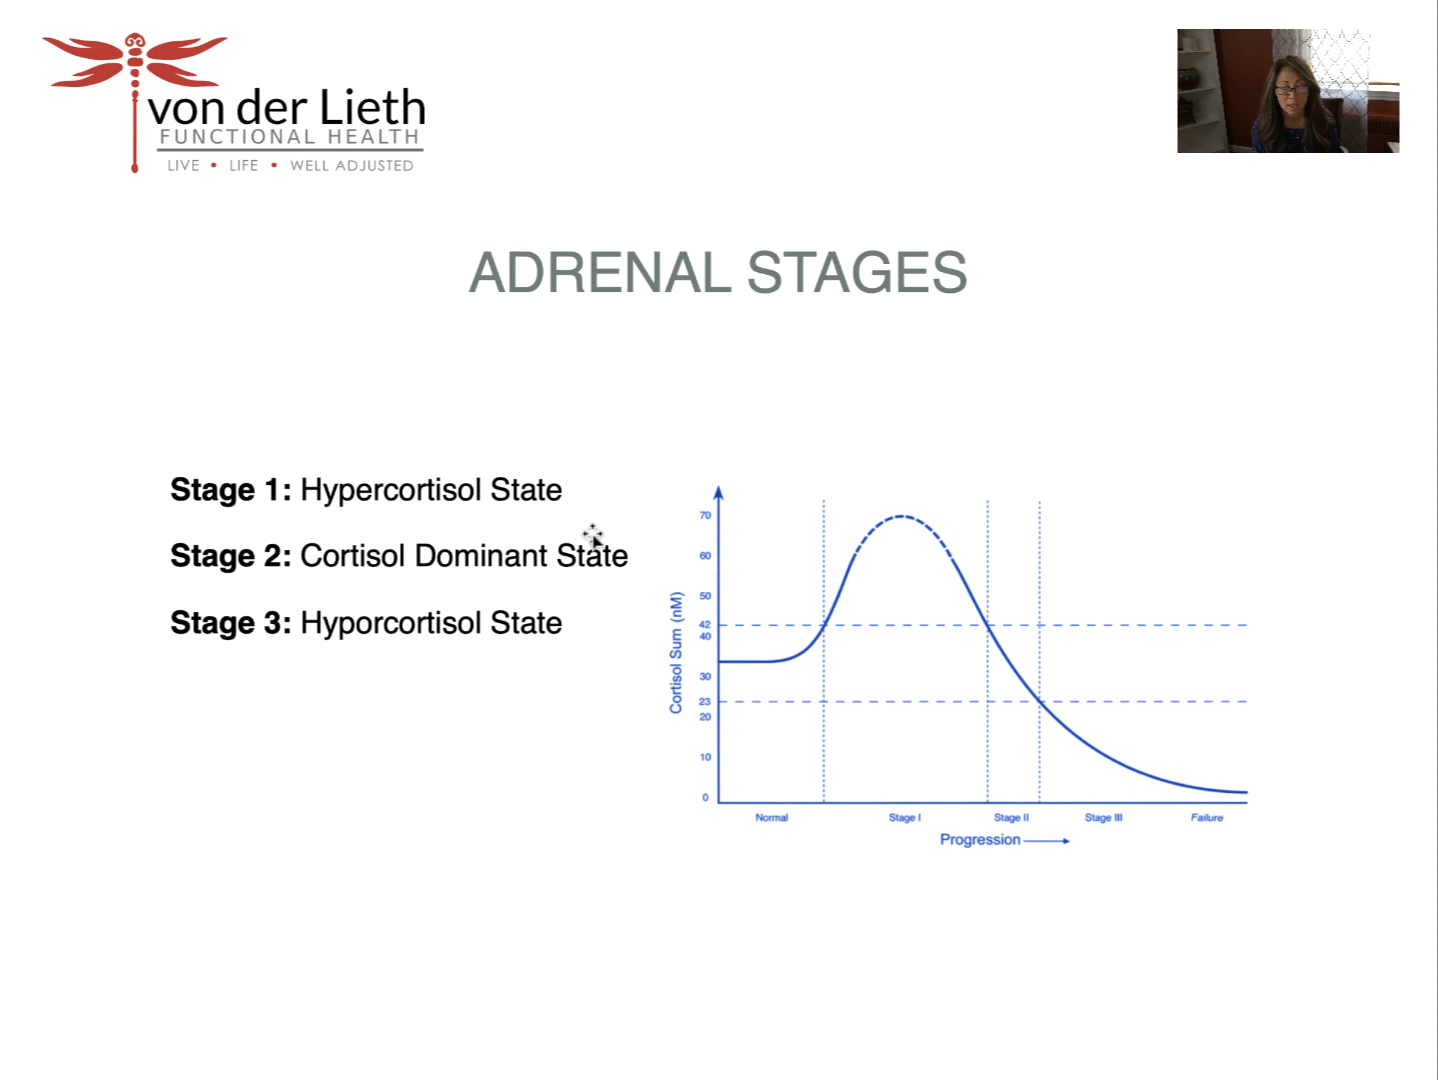 von der Lieth
FUNCTIONAL HEALTH
LIVE • LIFE • WELL ADJUSTED
ADRENAL STAGES
Stage 1: Hypercortisol State
Stage 2: Cortisol Dominant State
Stage 3: Hyporcortisol State
Cortisol Sum (nM)
70
60
50
42
40
30
23
20
10
0
Normal Stage I Stage II Stage III Failure
Progression